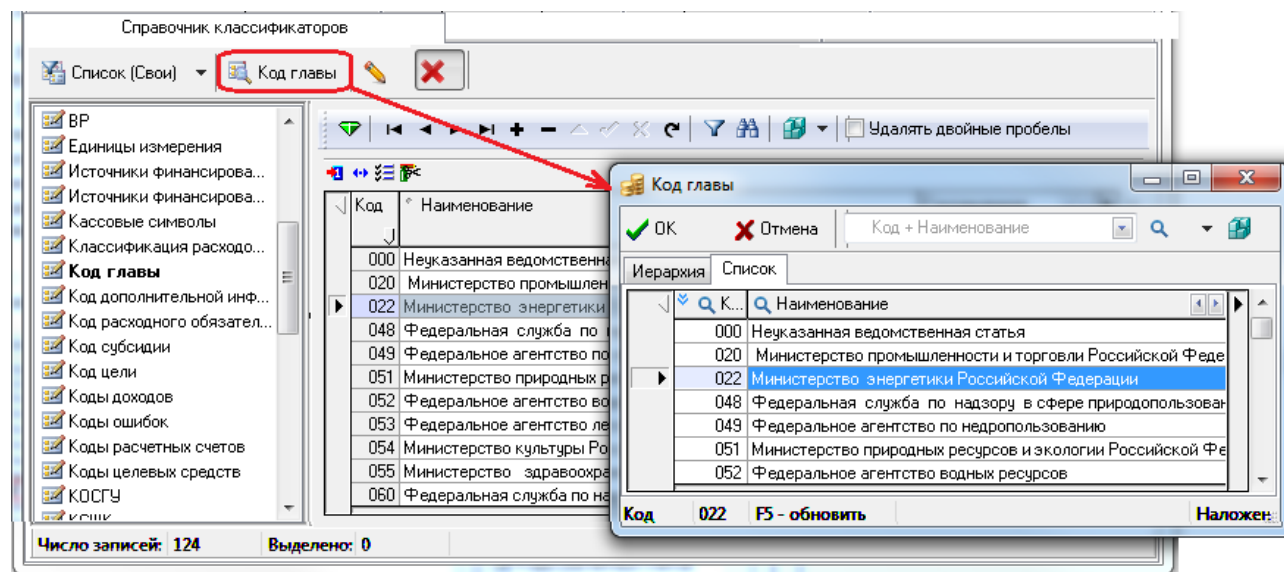 Справочник классификаторов
Список (Свои)
Код главы
Удалять двойные пробелы
ВР
Единицы измерения
Источники финансирова...
Источники финансирова...
Кассовые символы
Классификация расходо...
Код главы
Код дополнительной инф...
Код расходного обязател...
Код субсидии
Код цели
Коды доходов
Коды ошибок
Коды расчетных счетов
Коды целевых средств
КОСГУ
Код Наименование
000 Неуказанная ведомственн
020 Министерство промышлен
022 Министерство энергетики
048 Федеральная служба по
049 Федеральное агентство по
051 Министерство природных р
052 Федеральное агентство во
053 Федеральное агентство ле
054 Министерство культуры Ро
055 Министерство здравоохра
060 Федеральная служба по на
Число записей: 124 Выделено: 0
Код главы
OK Отмена Код + Наименование
Иерархия Список
К... Наименование
000 Неуказанная ведомственная статья
020 Министерство промышленности и торговли Российской Феде
022 Министерство энергетики Российской Федерации
048 Федеральная служба по надзору в сфере природопользован
049 Федеральное агентство по недропользованию
051 Министерство природных ресурсов и экологии Российской Фе
052 Федеральное агентство водных ресурсов
Код 022 F5 - обновить Наложен